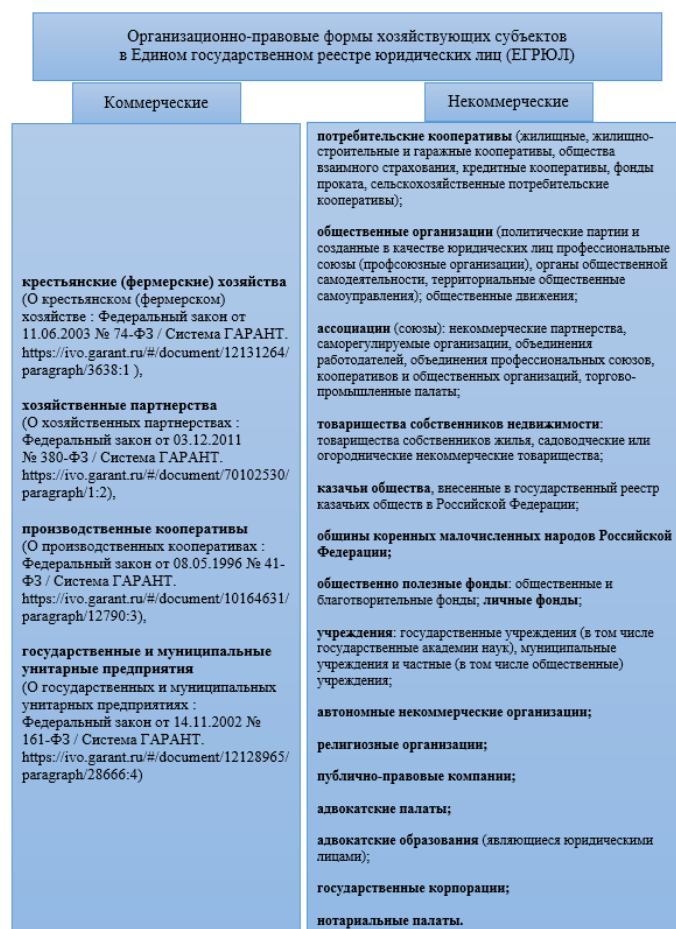 Организационно-правовые формы хозяйствующих субъектов
в Едином государственном реестре юридических лиц (ЕГРЮЛ)
Коммерческие
крестьянские (фермерские) хозяйства
(О крестьянском (фермерском)
хозяйстве : Федеральный закон от
11.06.2003 № 74-ФЗ / Система ГАРАНТ.
https://ivo.garant.ru/#/document/12131264/
paragraph/3638:1 ),
хозяйственные партнерства
(О хозяйственных партнерствах :
Федеральный закон от 03.12.2011
№ 380-ФЗ / Система ГАРАНТ.
https://ivo.garant.ru/#/document/70102530/
paragraph/1:2),
производственные кооперативы
(О производственных кооперативах :
Федеральный закон от 08.05.1996 № 41-
ФЗ / Система ГАРАНТ.
https://ivo.garant.ru/#/document/10164631/
paragraph/12790:3),
государственные и муниципальные
унитарные предприятия
(О государственных и муниципальных
унитарных предприятиях :
Федеральный закон от 14.11.2002 №
161-ФЗ / Система ГАРАНТ.
https://ivo.garant.ru/#/document/12128965/
paragraph/28666:4)
Некоммерческие
потребительские кооперативы (жилищные, жилищно-
строительные и гаражные кооперативы, общества
взаимного страхования, кредитные кооперативы, фонды
проката, сельскохозяйственные потребительские
кооперативы);
общественные организации (политические партии и
созданные в качестве юридических лиц профессиональные
союзы (профсоюзные организации), органы общественной
самодеятельности, территориальные общественные
самоуправления); общественные движения;
ассоциации (союзы): некоммерческие партнерства,
саморегулируемые организации, объединения
работодателей, объединения профессиональных союзов,
кооперативов и общественных организаций, торгово-
промышленные палаты;
товарищества собственников недвижимости:
товарищества собственников жилья, садоводческие или
огороднические некоммерческие товарищества;
казачьи общества, внесенные в государственный реестр
казачьих обществ в Российской Федерации;
общины коренных малочисленных народов Российской
Федерации;
общественно полезные фонды: общественные и
благотворительные фонды; личные фонды;
учреждения: государственные учреждения (в том числе
государственные академии наук), муниципальные
учреждения и частные (в том числе общественные)
учреждения;
автономные некоммерческие организации;
религиозные организации;
публично-правовые компании;
адвокатские палаты;
адвокатские образования (являющиеся юридическими
лицами);
государственные корпорации;
нотариальные палаты.